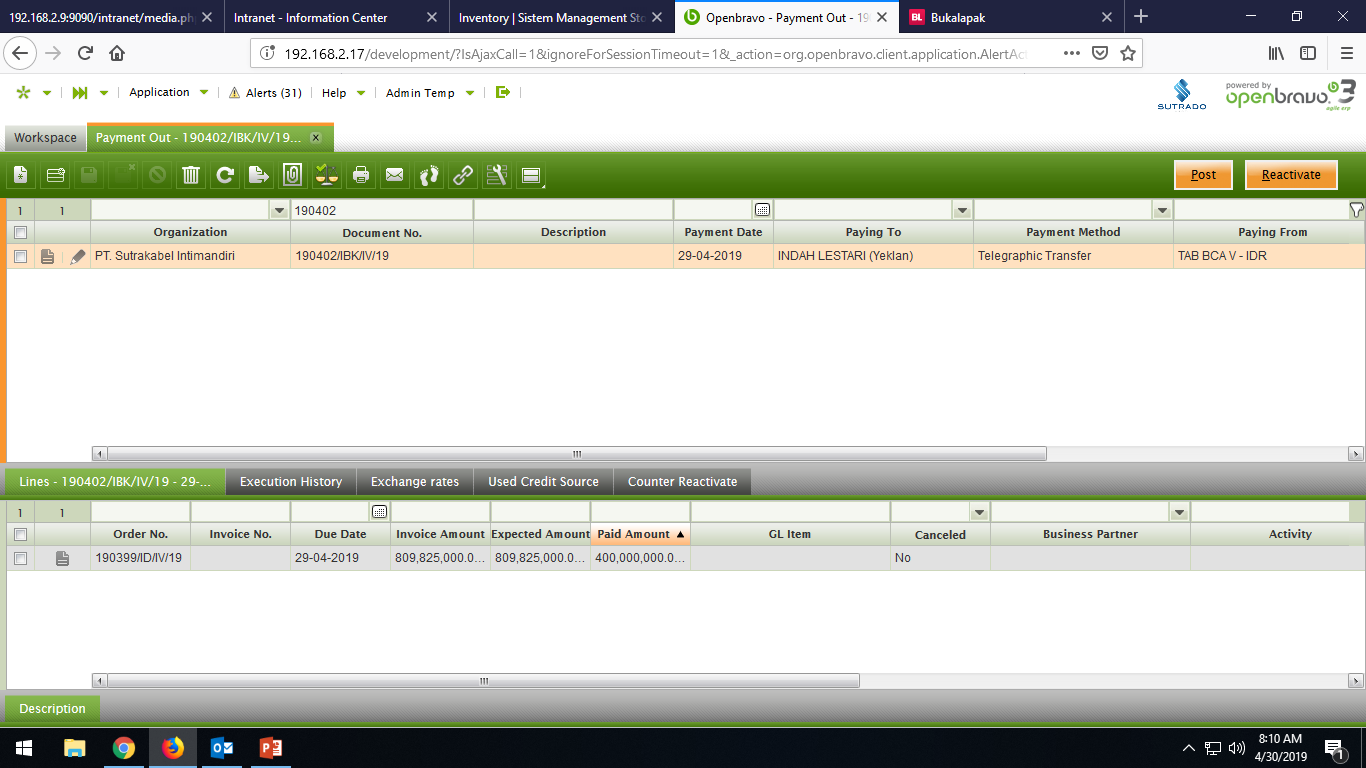 192.168.2.9:9090/intranet/media.ph
Intranet - Information Center
Inventory | Sistem Management Sto
Openbravo - Payment Out - 19
BL Bukalapak
192.168.2.17/development/?IsAjaxCall=1&ignoreForSessionTimeout=1&_action=org.openbravo.client.application.AlertAc
Application Alerts (31) Help Admin Temp
SUTRADO
powered by
openbravo 3
agile erp
Workspace Payment Out - 190402/IBK/IV/19... x
Post Reactivate
1 1 190402
Organization Document No. Description Payment Date Paying To Payment Method Paying From
PT. Sutrakabel Intimandiri 190402/IBK/IV/19 29-04-2019 INDAH LESTARI (Yeklan) Telegraphic Transfer TAB BCA V - IDR
Lines - 190402/IBK/IV/19 - 29-... Execution History Exchange rates Used Credit Source Counter Reactivate
1 1
Order No. Invoice No. Due Date Invoice Amount Expected Amount Paid Amount GL Item Canceled Business Partner Activity
190399/ID/IV/19 29-04-2019 809,825,000.0... 809,825,000.0... 400,000,000.0... No
Description
8:10 AM
4/30/2019
1